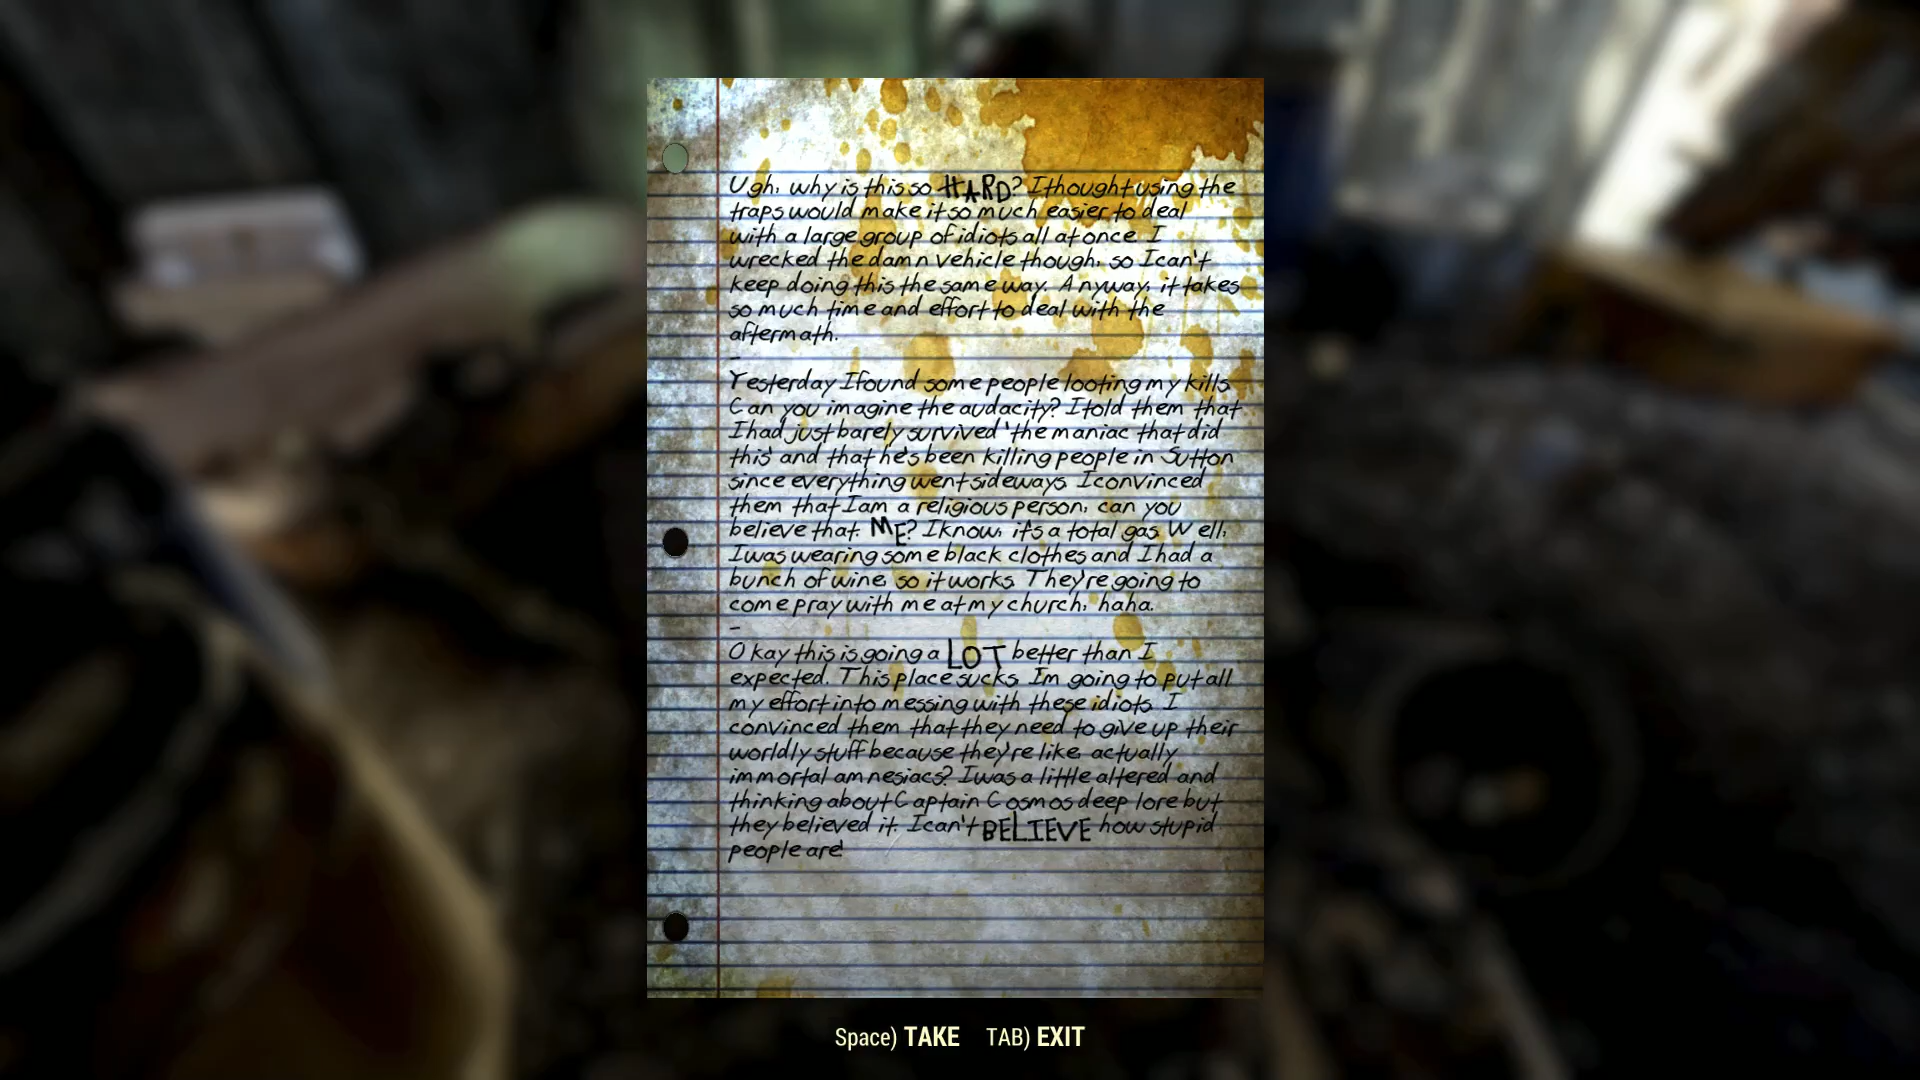 Ugh, why is this so HARD? I thought using the
traps would make it so much easier to deal
with a large group of idiots all at once. I
wrecked the damn vehicle though, so I can't
keep doing this the same way. Anyway, it takes
so much time and effort to deal with the
aftermath.
-
Yesterday I found some people looting my kills.
Can you imagine the audacity? I told them that
I had just barely survived 'the maniac that did
this' and that he's been killing people in Sutton
since everything went sideways. I convinced
them that I am a religious person, can you
believe that. ME? I know, it's a total gas. Well,
I was wearing some black clothes and I had a
bunch of wine, so it works. They're going to
come pray with me at my church, haha.
-
Okay this is going a LOT better than I
expected. This place sucks. I'm going to put all
my effort into messing with these idiots. I
convinced them that they need to give up their
worldly stuff because they're like, actually
immortal amnesiacs? I was a little altered and
thinking about Captain Cosmos deep lore but
they believed it. I can't BELIEVE how stupid
people are!
Space) TAKE TAB) EXIT